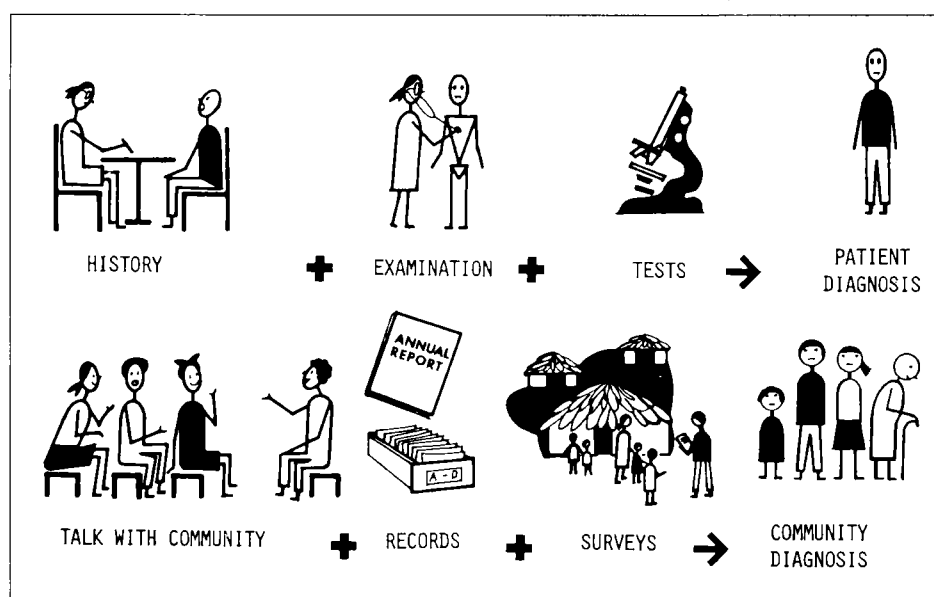 HISTORY + EXAMINATION + TESTS → PATIENT
DIAGNOSIS
ANNUAL
REPORT
A - D
TALK WITH COMMUNITY + RECORDS + SURVEYS → COMMUNITY
DIAGNOSIS